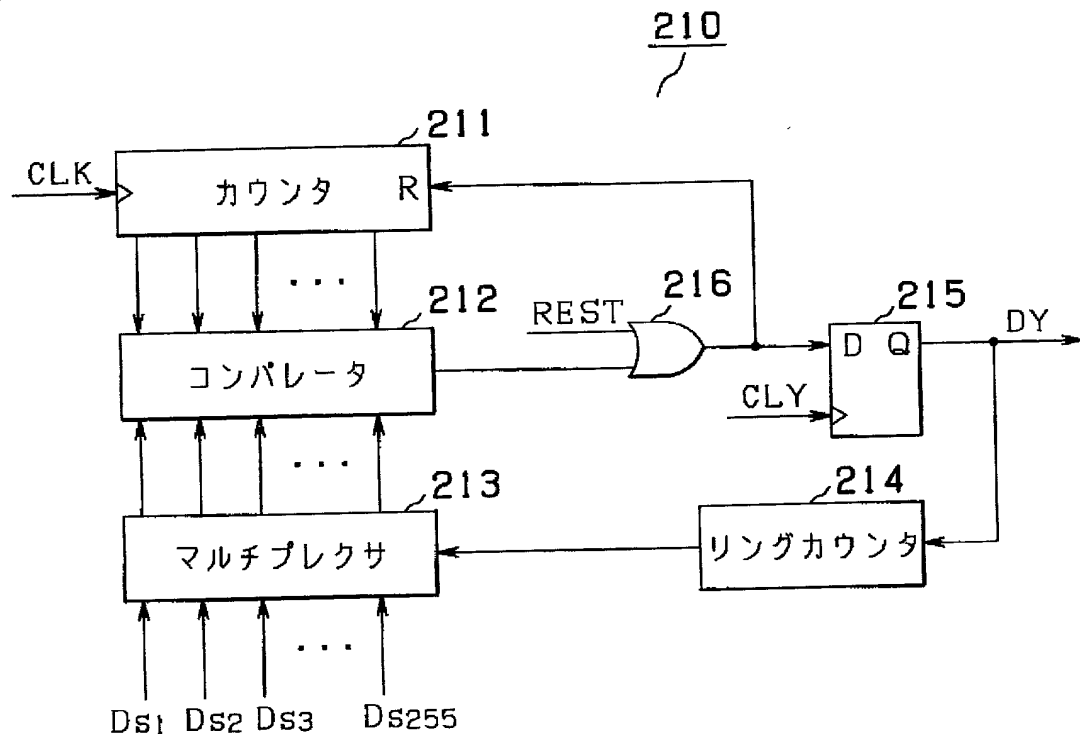 210
211
CLK
カウンタ R
212
REST
216
215
DY
D Q
コンパレータ
CLY
213
214
マルチプレクサ
リングカウンタ
Ds1 Ds2 Ds3 Ds255